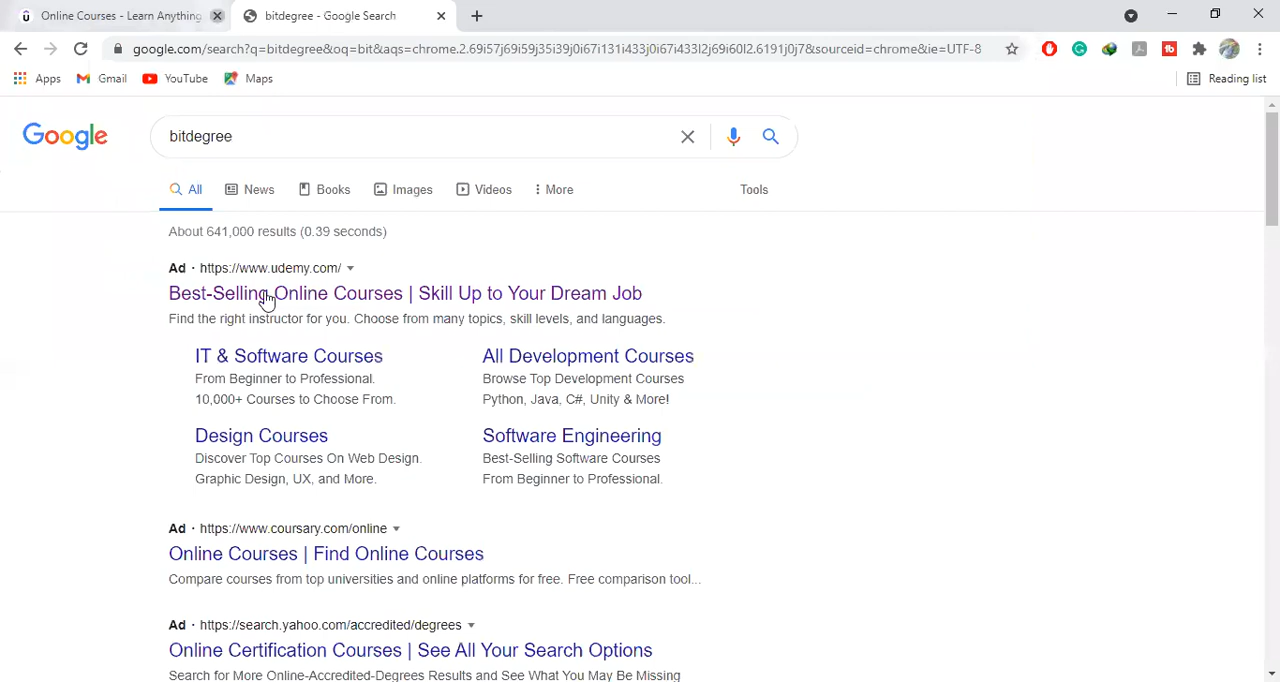 Online Courses - Learn Anything
bitdegree - Google Search
google.com/search?q=bitdegree&oq=bit&aqs=chrome.2.69i57j69i59j35i39j0i67i131i433j0i67i433l2j69i60l2.6191j0j7&sourceid=chrome&ie=UTF-8
Apps
Gmail
YouTube
Maps
Reading list
Google
bitdegree
All
News
Books
Images
Videos
More
Tools
About 641,000 results (0.39 seconds)
Ad · https://www.udemy.com/
Best-Selling Online Courses | Skill Up to Your Dream Job
Find the right instructor for you. Choose from many topics, skill levels, and languages.
IT & Software Courses
From Beginner to Professional.
10,000+ Courses to Choose From.
All Development Courses
Browse Top Development Courses
Python, Java, C#, Unity & More!
Design Courses
Discover Top Courses On Web Design.
Graphic Design, UX, and More.
Software Engineering
Best-Selling Software Courses
From Beginner to Professional.
Ad · https://www.coursary.com/online
Online Courses | Find Online Courses
Compare courses from top universities and online platforms for free. Free comparison tool...
Ad · https://search.yahoo.com/accredited/degrees
Online Certification Courses | See All Your Search Options
Search for More Online-Accredited-Degrees Results and See What You May Be Missing